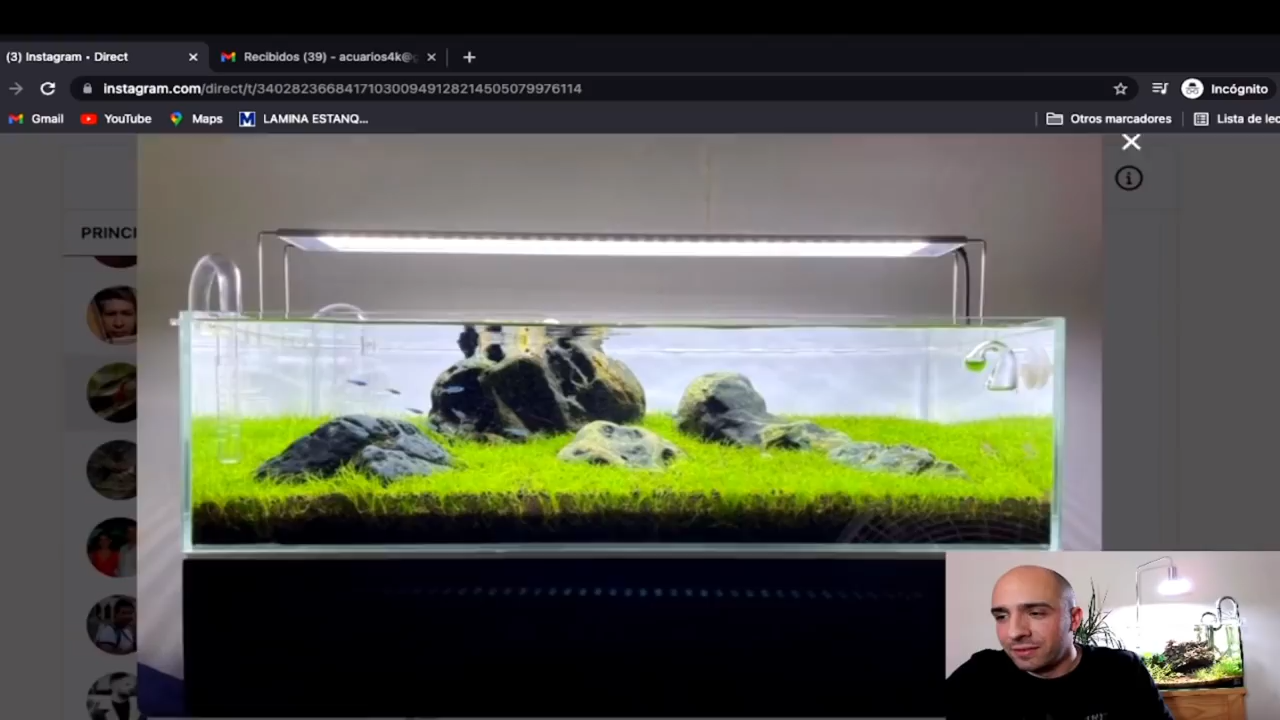 (3) Instagram • Direct
Recibidos (39) - acuarios4k@
instagram.com/direct/t/340282366841710300949128214505079976114
Incógnito
Gmail
YouTube
Maps
LAMINA ESTANQ...
Otros marcadores
Lista de lec
PRINCI